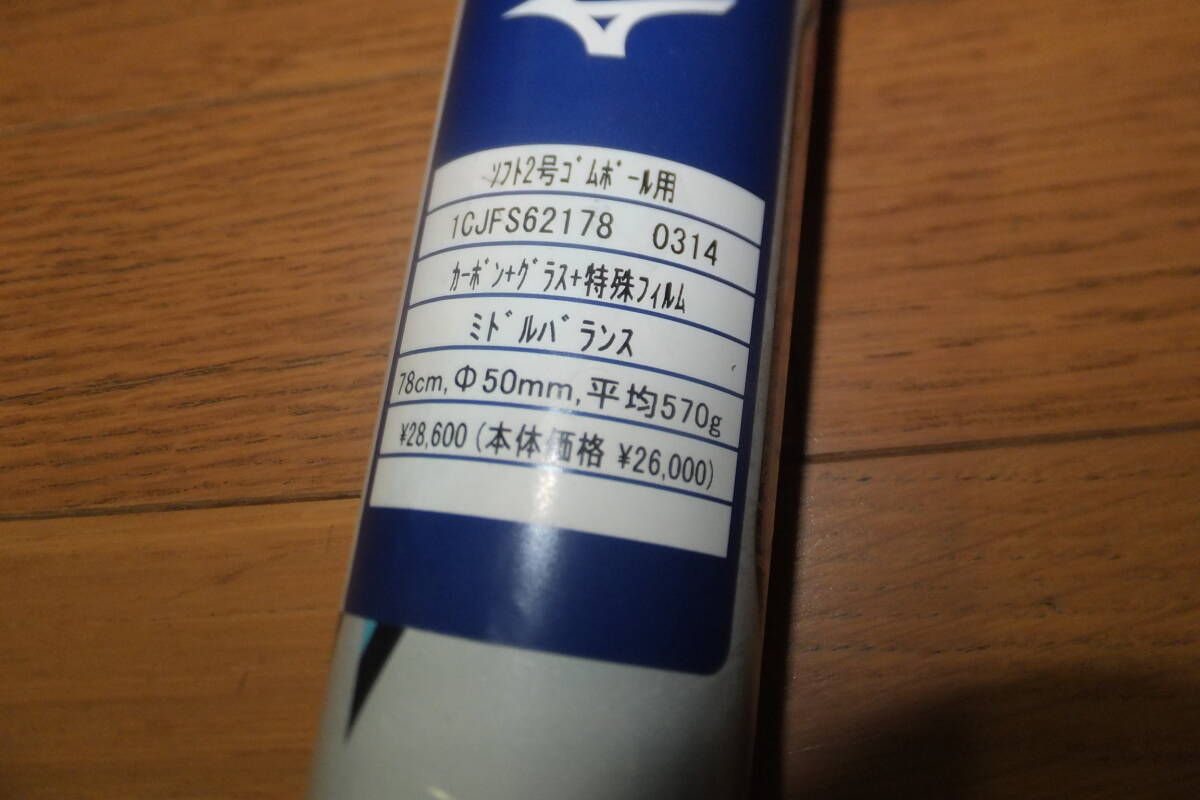 ｿﾌﾄ2号ｺﾞﾑﾎﾞｰﾙ用
1CJFS62178 0314
ｶｰﾎﾞﾝ+ｸﾞﾗｽ+特殊ﾌｨﾙﾑ
ﾐﾄﾞﾙﾊﾞﾗﾝｽ
78cm,Φ50mm,平均570g
¥28,600(本体価格 ¥26,000)